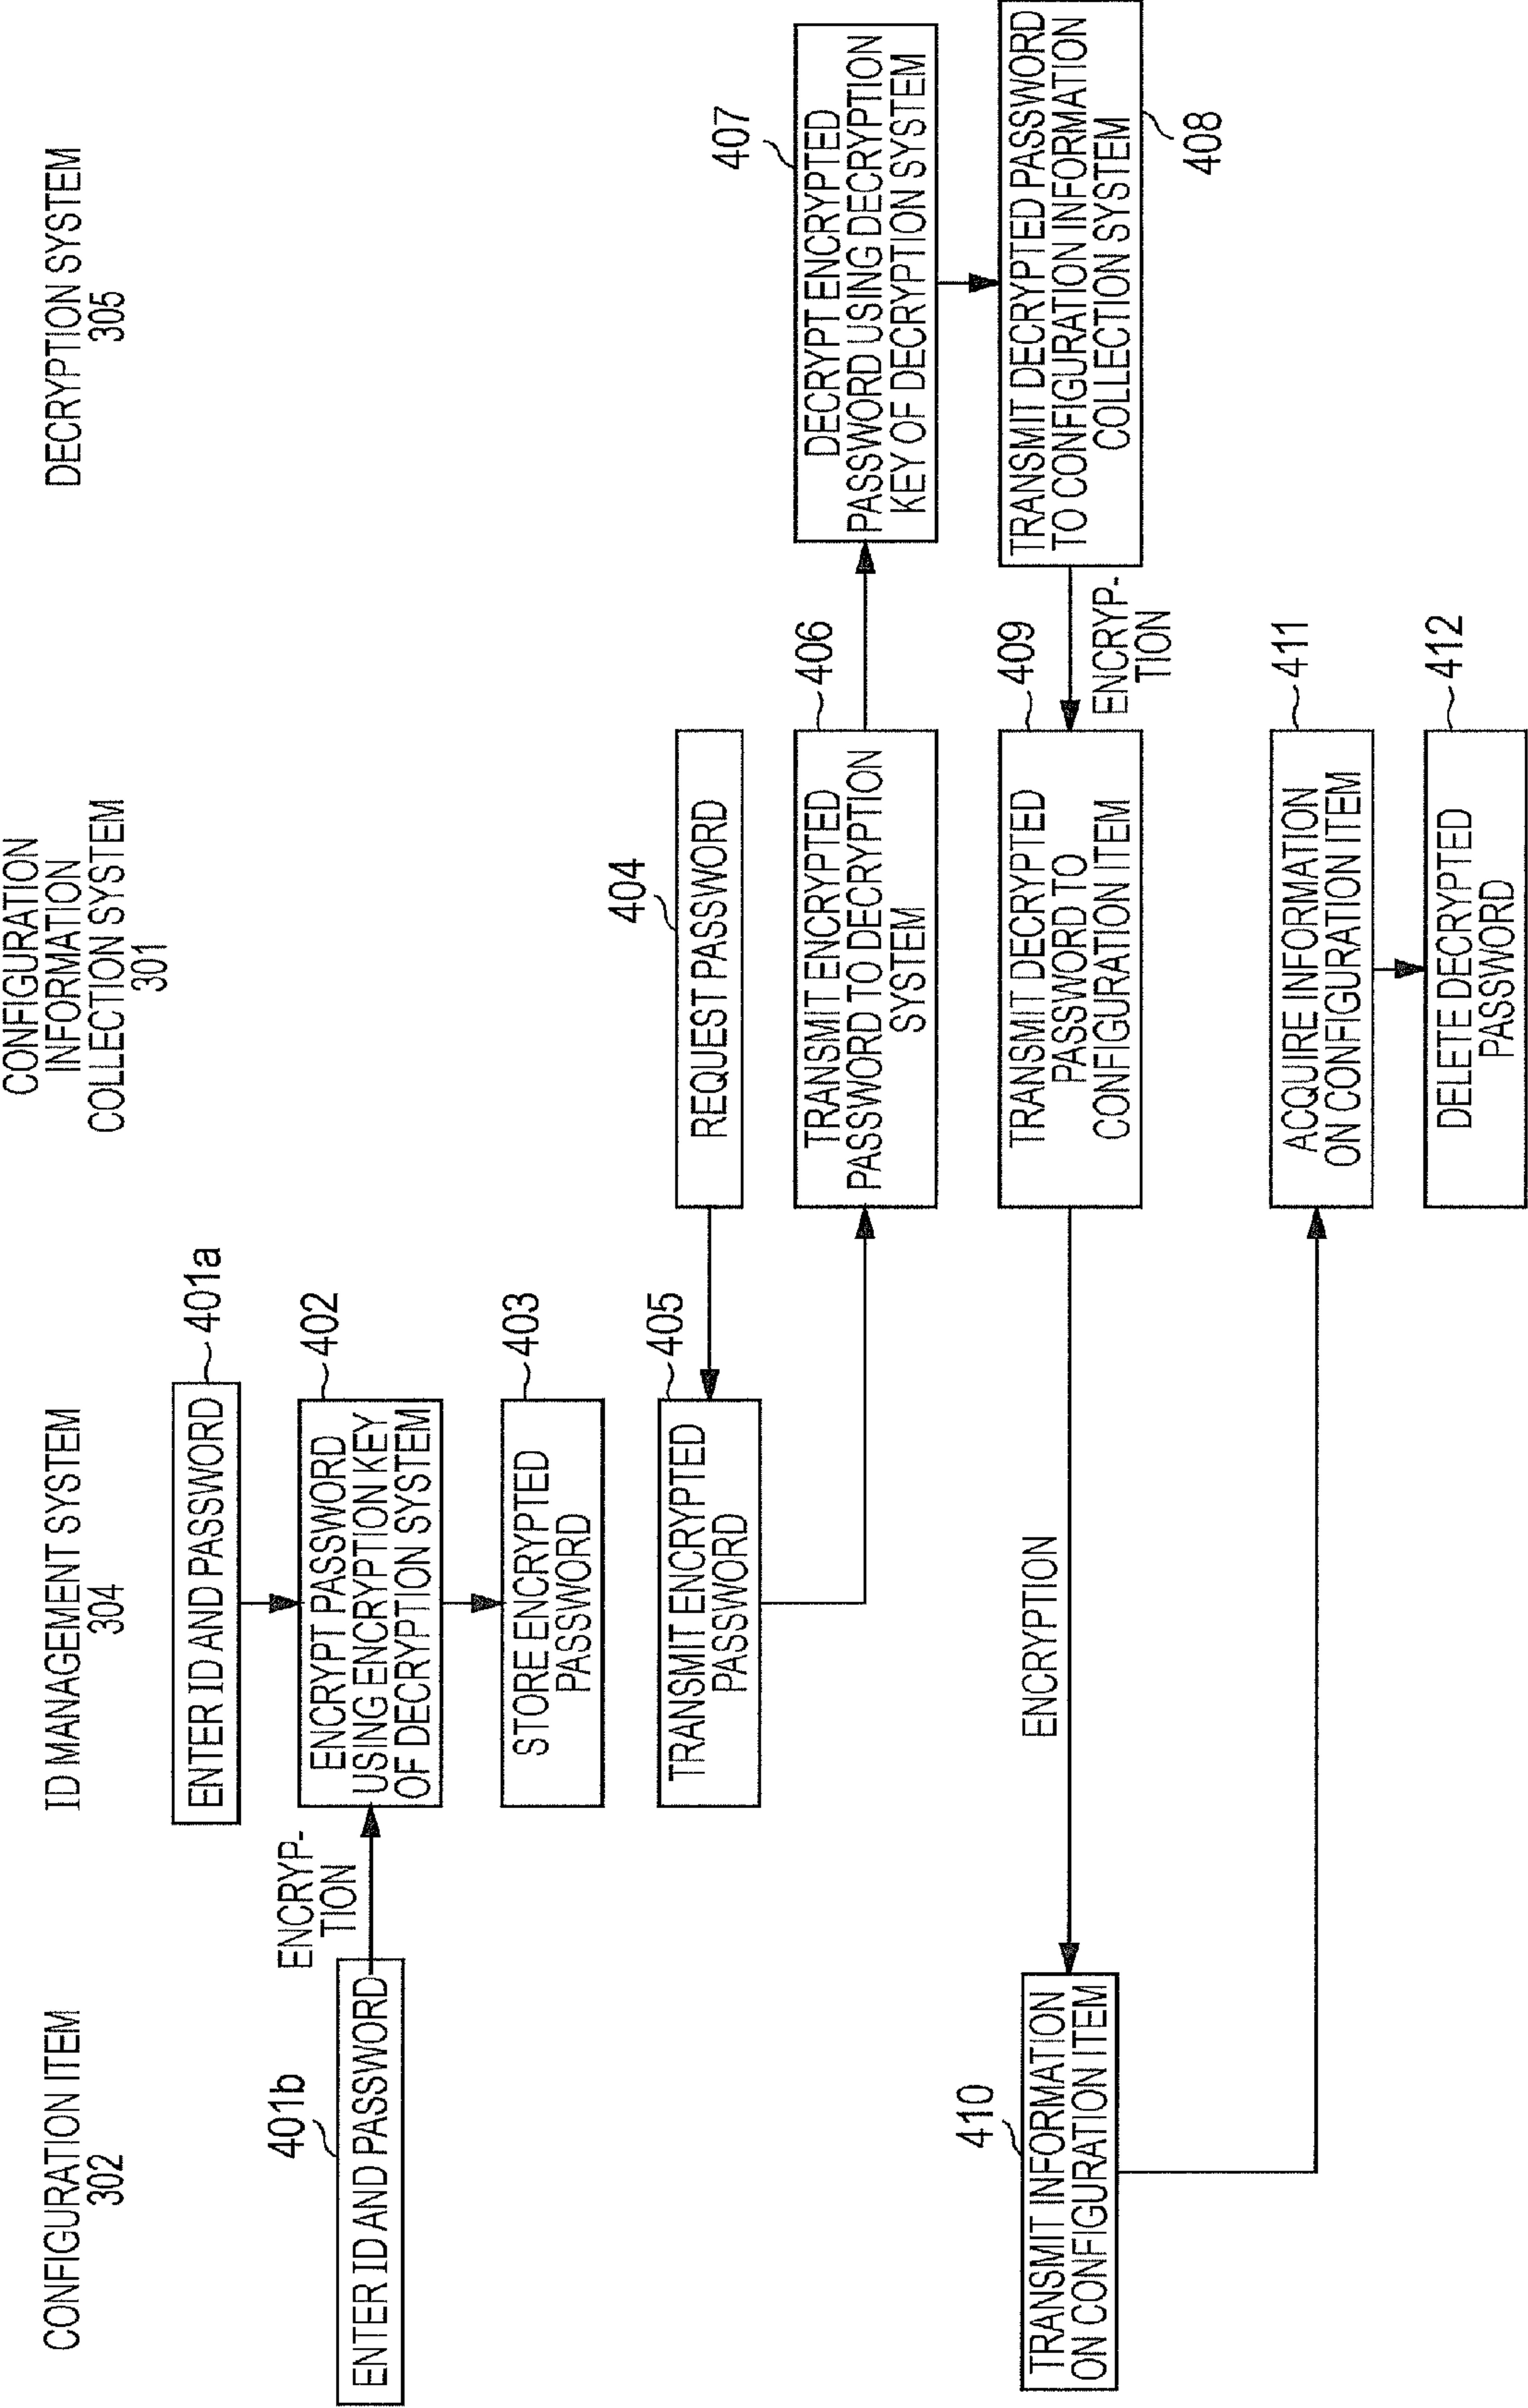 CONFIGURATION ITEM
302
ID MANAGEMENT SYSTEM
304
CONFIGURATION
INFORMATION
COLLECTION SYSTEM
301
DECRYPTION SYSTEM
305
401a
ENTER ID AND PASSWORD
401b
ENTER ID AND PASSWORD
ENCRYP-
TION
402
ENCRYPT PASSWORD
USING ENCRYPTION KEY
OF DECRYPTION SYSTEM
403
STORE ENCRYPTED
PASSWORD
404
REQUEST PASSWORD
405
TRANSMIT ENCRYPTED
PASSWORD
406
TRANSMIT ENCRYPTED
PASSWORD TO DECRYPTION
SYSTEM
407
DECRYPT ENCRYPTED
PASSWORD USING DECRYPTION
KEY OF DECRYPTION SYSTEM
TRANSMIT DECRYPTED PASSWORD
TO CONFIGURATION INFORMATION
COLLECTION SYSTEM
408
ENCRYP-
TION
409
TRANSMIT DECRYPTED
PASSWORD TO
CONFIGURATION ITEM
ENCRYPTION
410
TRANSMIT INFORMATION
ON CONFIGURATION ITEM
411
ACQUIRE INFORMATION
ON CONFIGURATION ITEM
412
DELETE DECRYPTED
PASSWORD